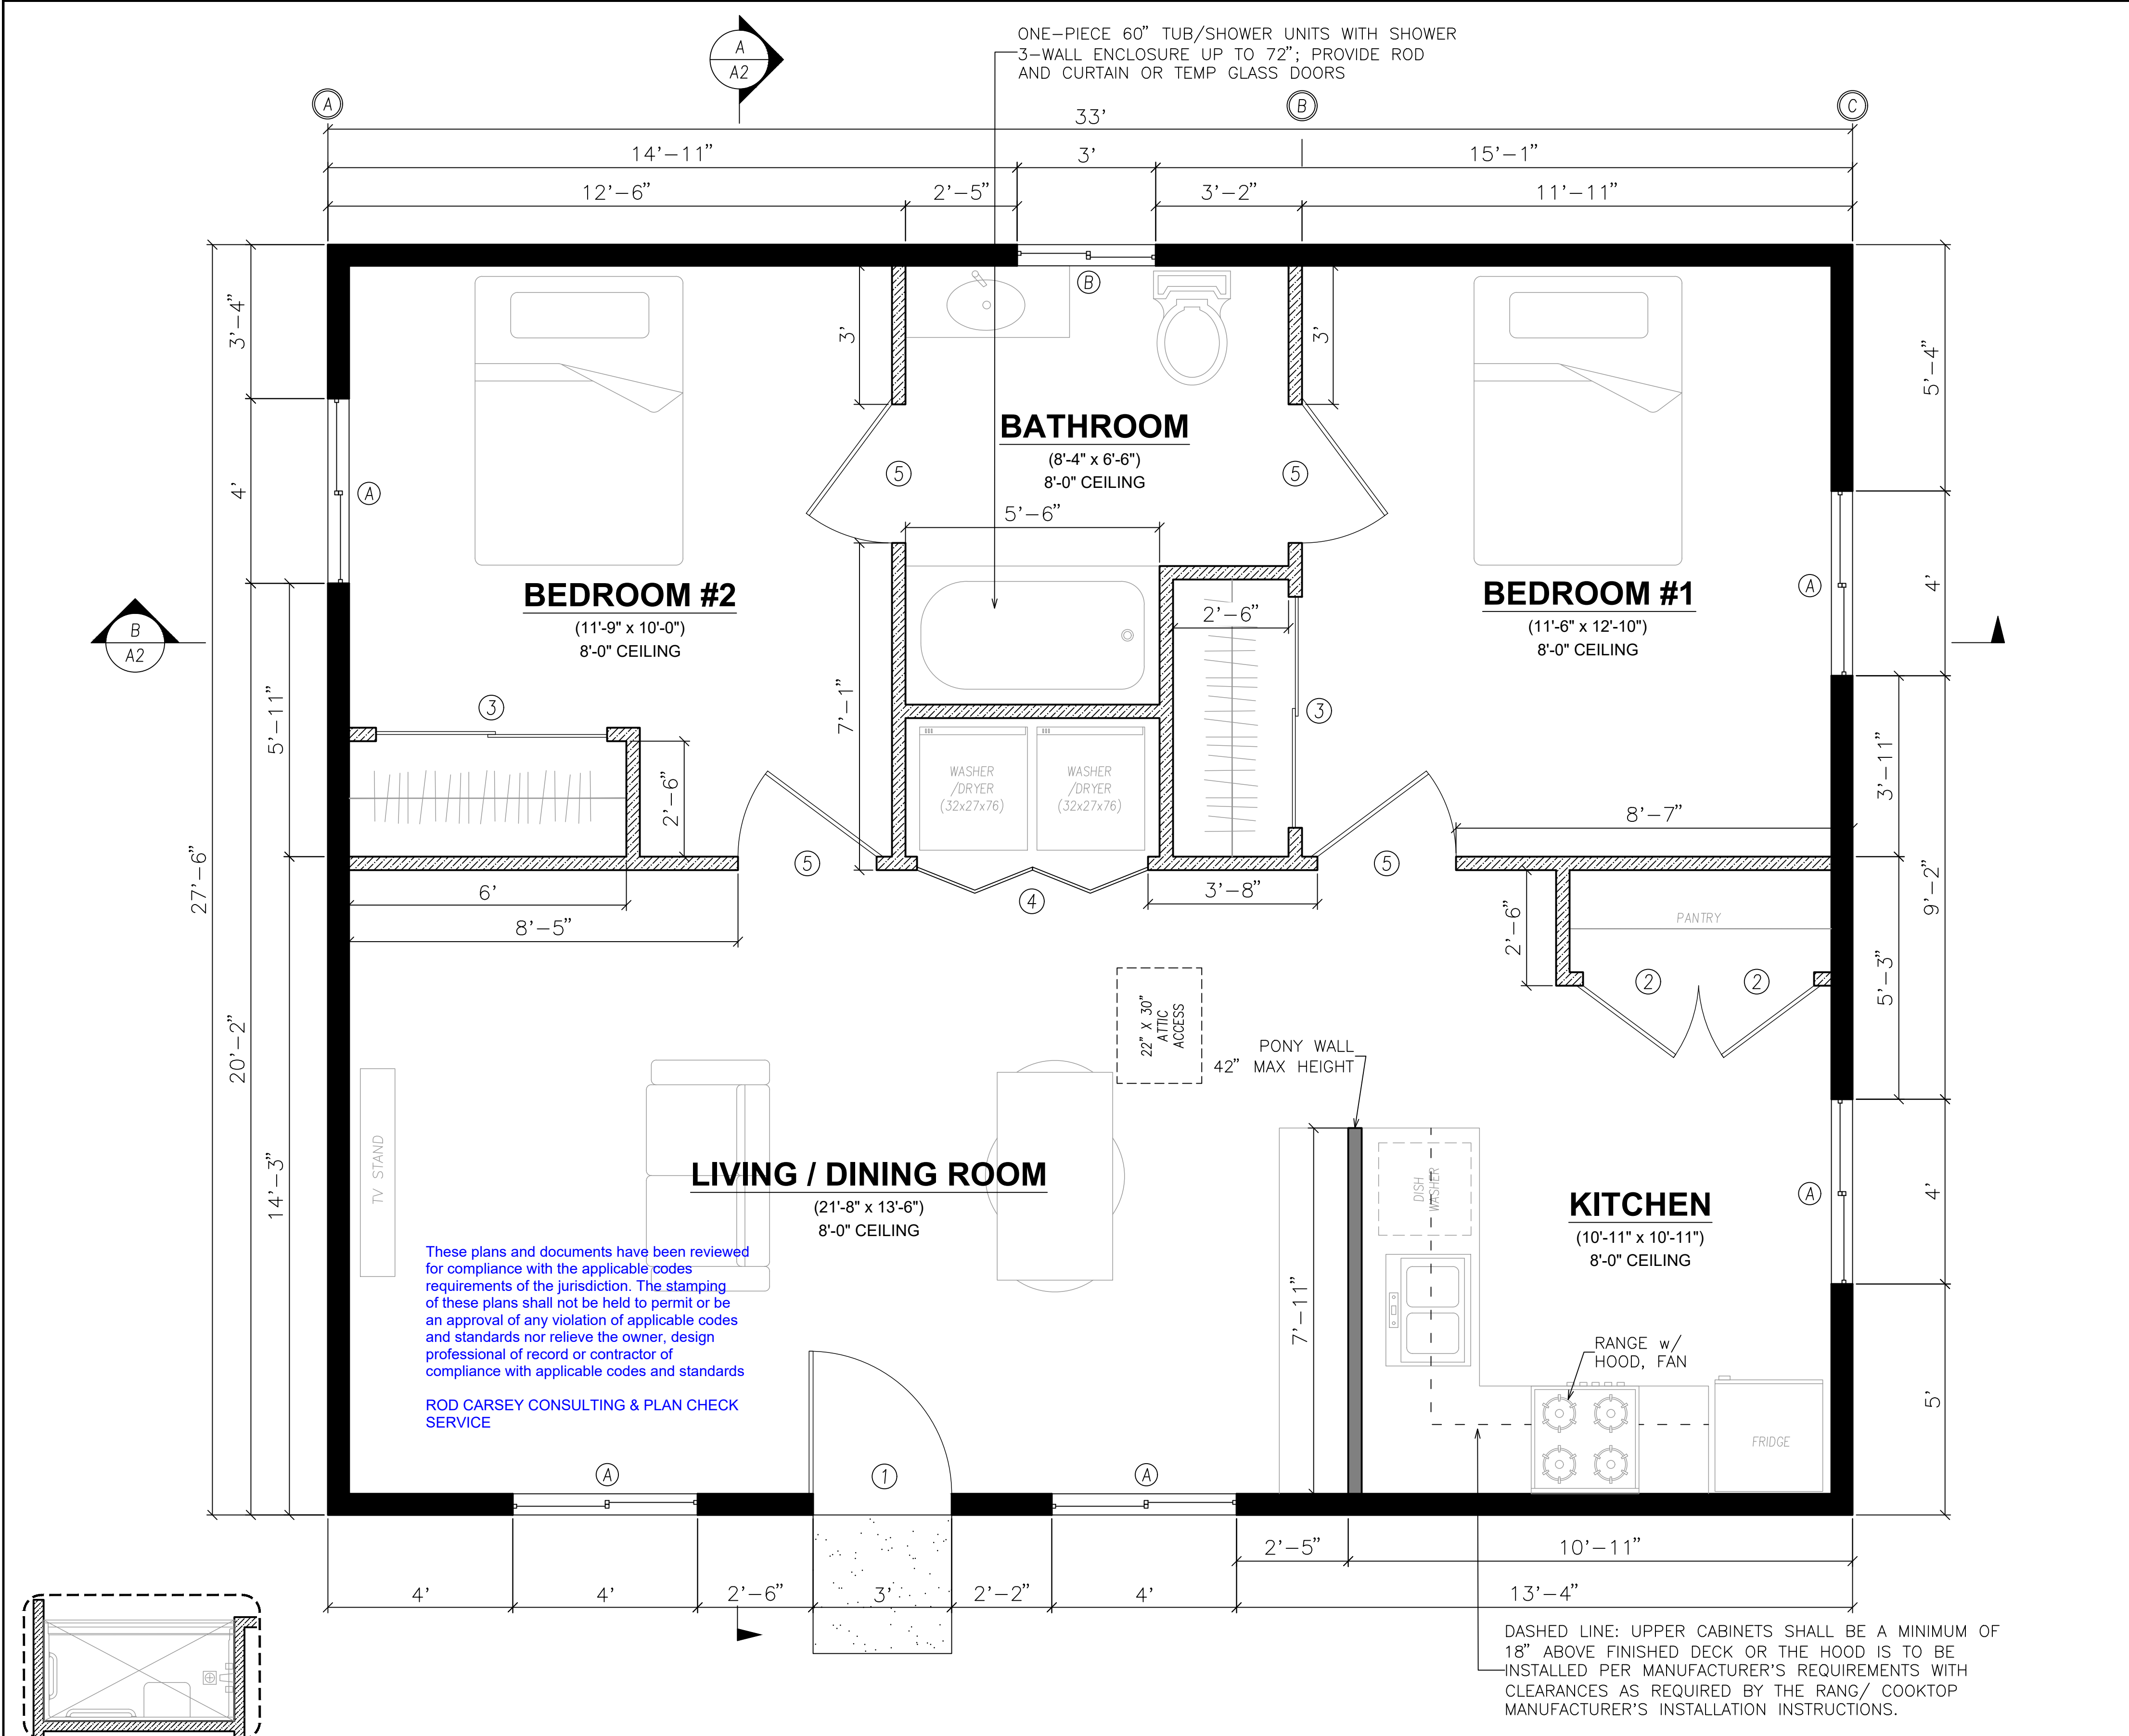 ONE-PIECE 60” TUB/SHOWER UNITS WITH SHOWER
3-WALL ENCLOSURE UP TO 72”; PROVIDE ROD
AND CURTAIN OR TEMP GLASS DOORS
A
A2
A
B
C
33'
14'-11”
3'
15'-1”
12'-6”
2'-5”
3'-2”
11'-11”
B
3'-4”
3'
3'
5'-4”
BATHROOM
(8'-4" x 6'-6")
8'-0" CEILING
5
5
4'
A
5'-6”
BEDROOM #2
(11'-9" x 10'-0")
8'-0" CEILING
BEDROOM #1
(11'-6" x 12'-10")
8'-0" CEILING
A
4'
2'-6”
B
A2
5'-11”
3
7'-1”
3
3'-11”
2'-6”
WASHER
/DRYER
(32x27x76)
WASHER
/DRYER
(32x27x76)
8'-7”
27'-6”
5
5
6'
4
3'-8”
9'-2”
8'-5”
2'-6”
PANTRY
2
2
5'-3”
20'-2”
22” X 30”
ATTIC
ACCESS
PONY WALL
42” MAX HEIGHT
14'-3”
TV STAND
LIVING / DINING ROOM
(21'-8" x 13'-6")
8'-0" CEILING
DISH
WASHER
KITCHEN
(10'-11" x 10'-11")
8'-0" CEILING
A
4'
These plans and documents have been reviewed
for compliance with the applicable codes
requirements of the jurisdiction. The stamping
of these plans shall not be held to permit or be
an approval of any violation of applicable codes
and standards nor relieve the owner, design
professional of record or contractor of
compliance with applicable codes and standards
ROD CARSEY CONSULTING & PLAN CHECK
SERVICE
7'-11”
RANGE w/
HOOD, FAN
5'
FRIDGE
A
1
A
2'-5”
10'-11”
4'
4'
2'-6”
3'
2'-2”
4'
13'-4”
DASHED LINE: UPPER CABINETS SHALL BE A MINIMUM OF
18” ABOVE FINISHED DECK OR THE HOOD IS TO BE
INSTALLED PER MANUFACTURER'S REQUIREMENTS WITH
CLEARANCES AS REQUIRED BY THE RANG/ COOKTOP
MANUFACTURER'S INSTALLATION INSTRUCTIONS.